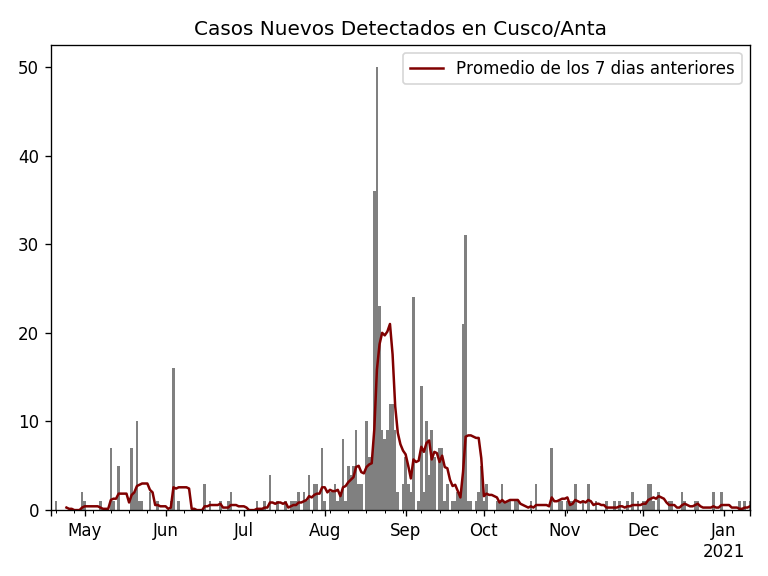 Casos Nuevos Detectados en Cusco/Anta
Promedio de los 7 dias anteriores
50
40
30
20
10
0
May Jun Jul Aug Sep Oct Nov Dec Jan
2021